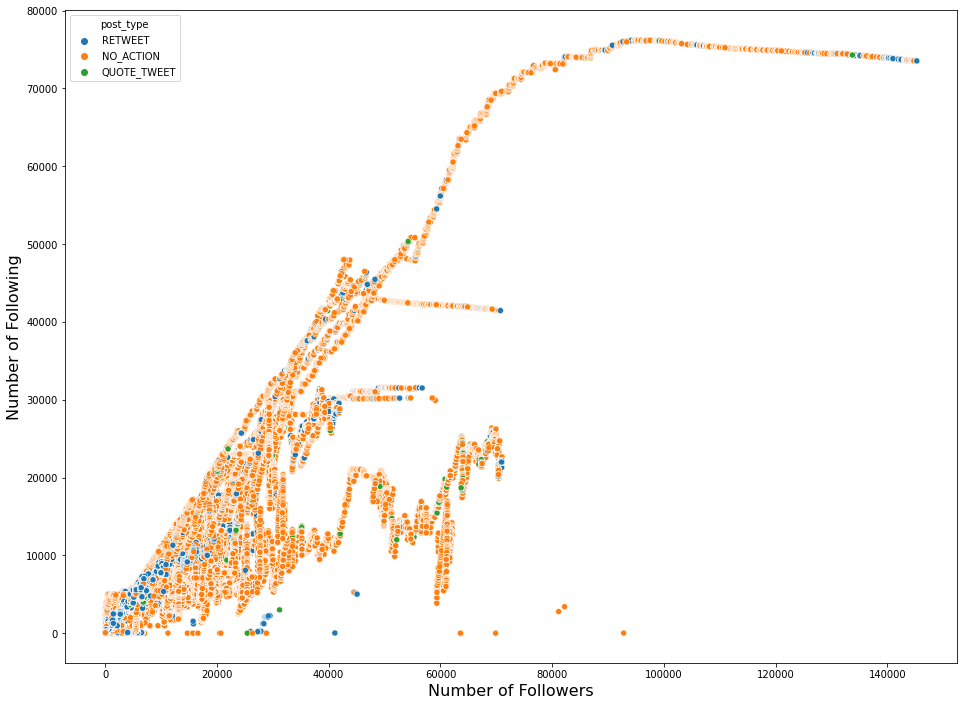 post_type
RETWEET
NO_ACTION
QUOTE_TWEET
Number of Following
80000
70000
60000
50000
40000
30000
20000
10000
0
0 20000 40000 60000 80000 100000 120000 140000
Number of Followers